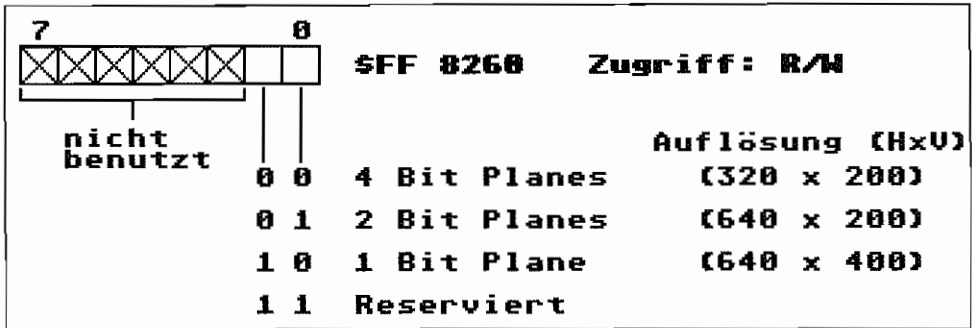 7 0
$FF 8260 Zugriff: R/W
nicht
benutzt
Auflösung (HxV)
0 0 4 Bit Planes (320 x 200)
0 1 2 Bit Planes (640 x 200)
1 0 1 Bit Plane (640 x 400)
1 1 Reserviert